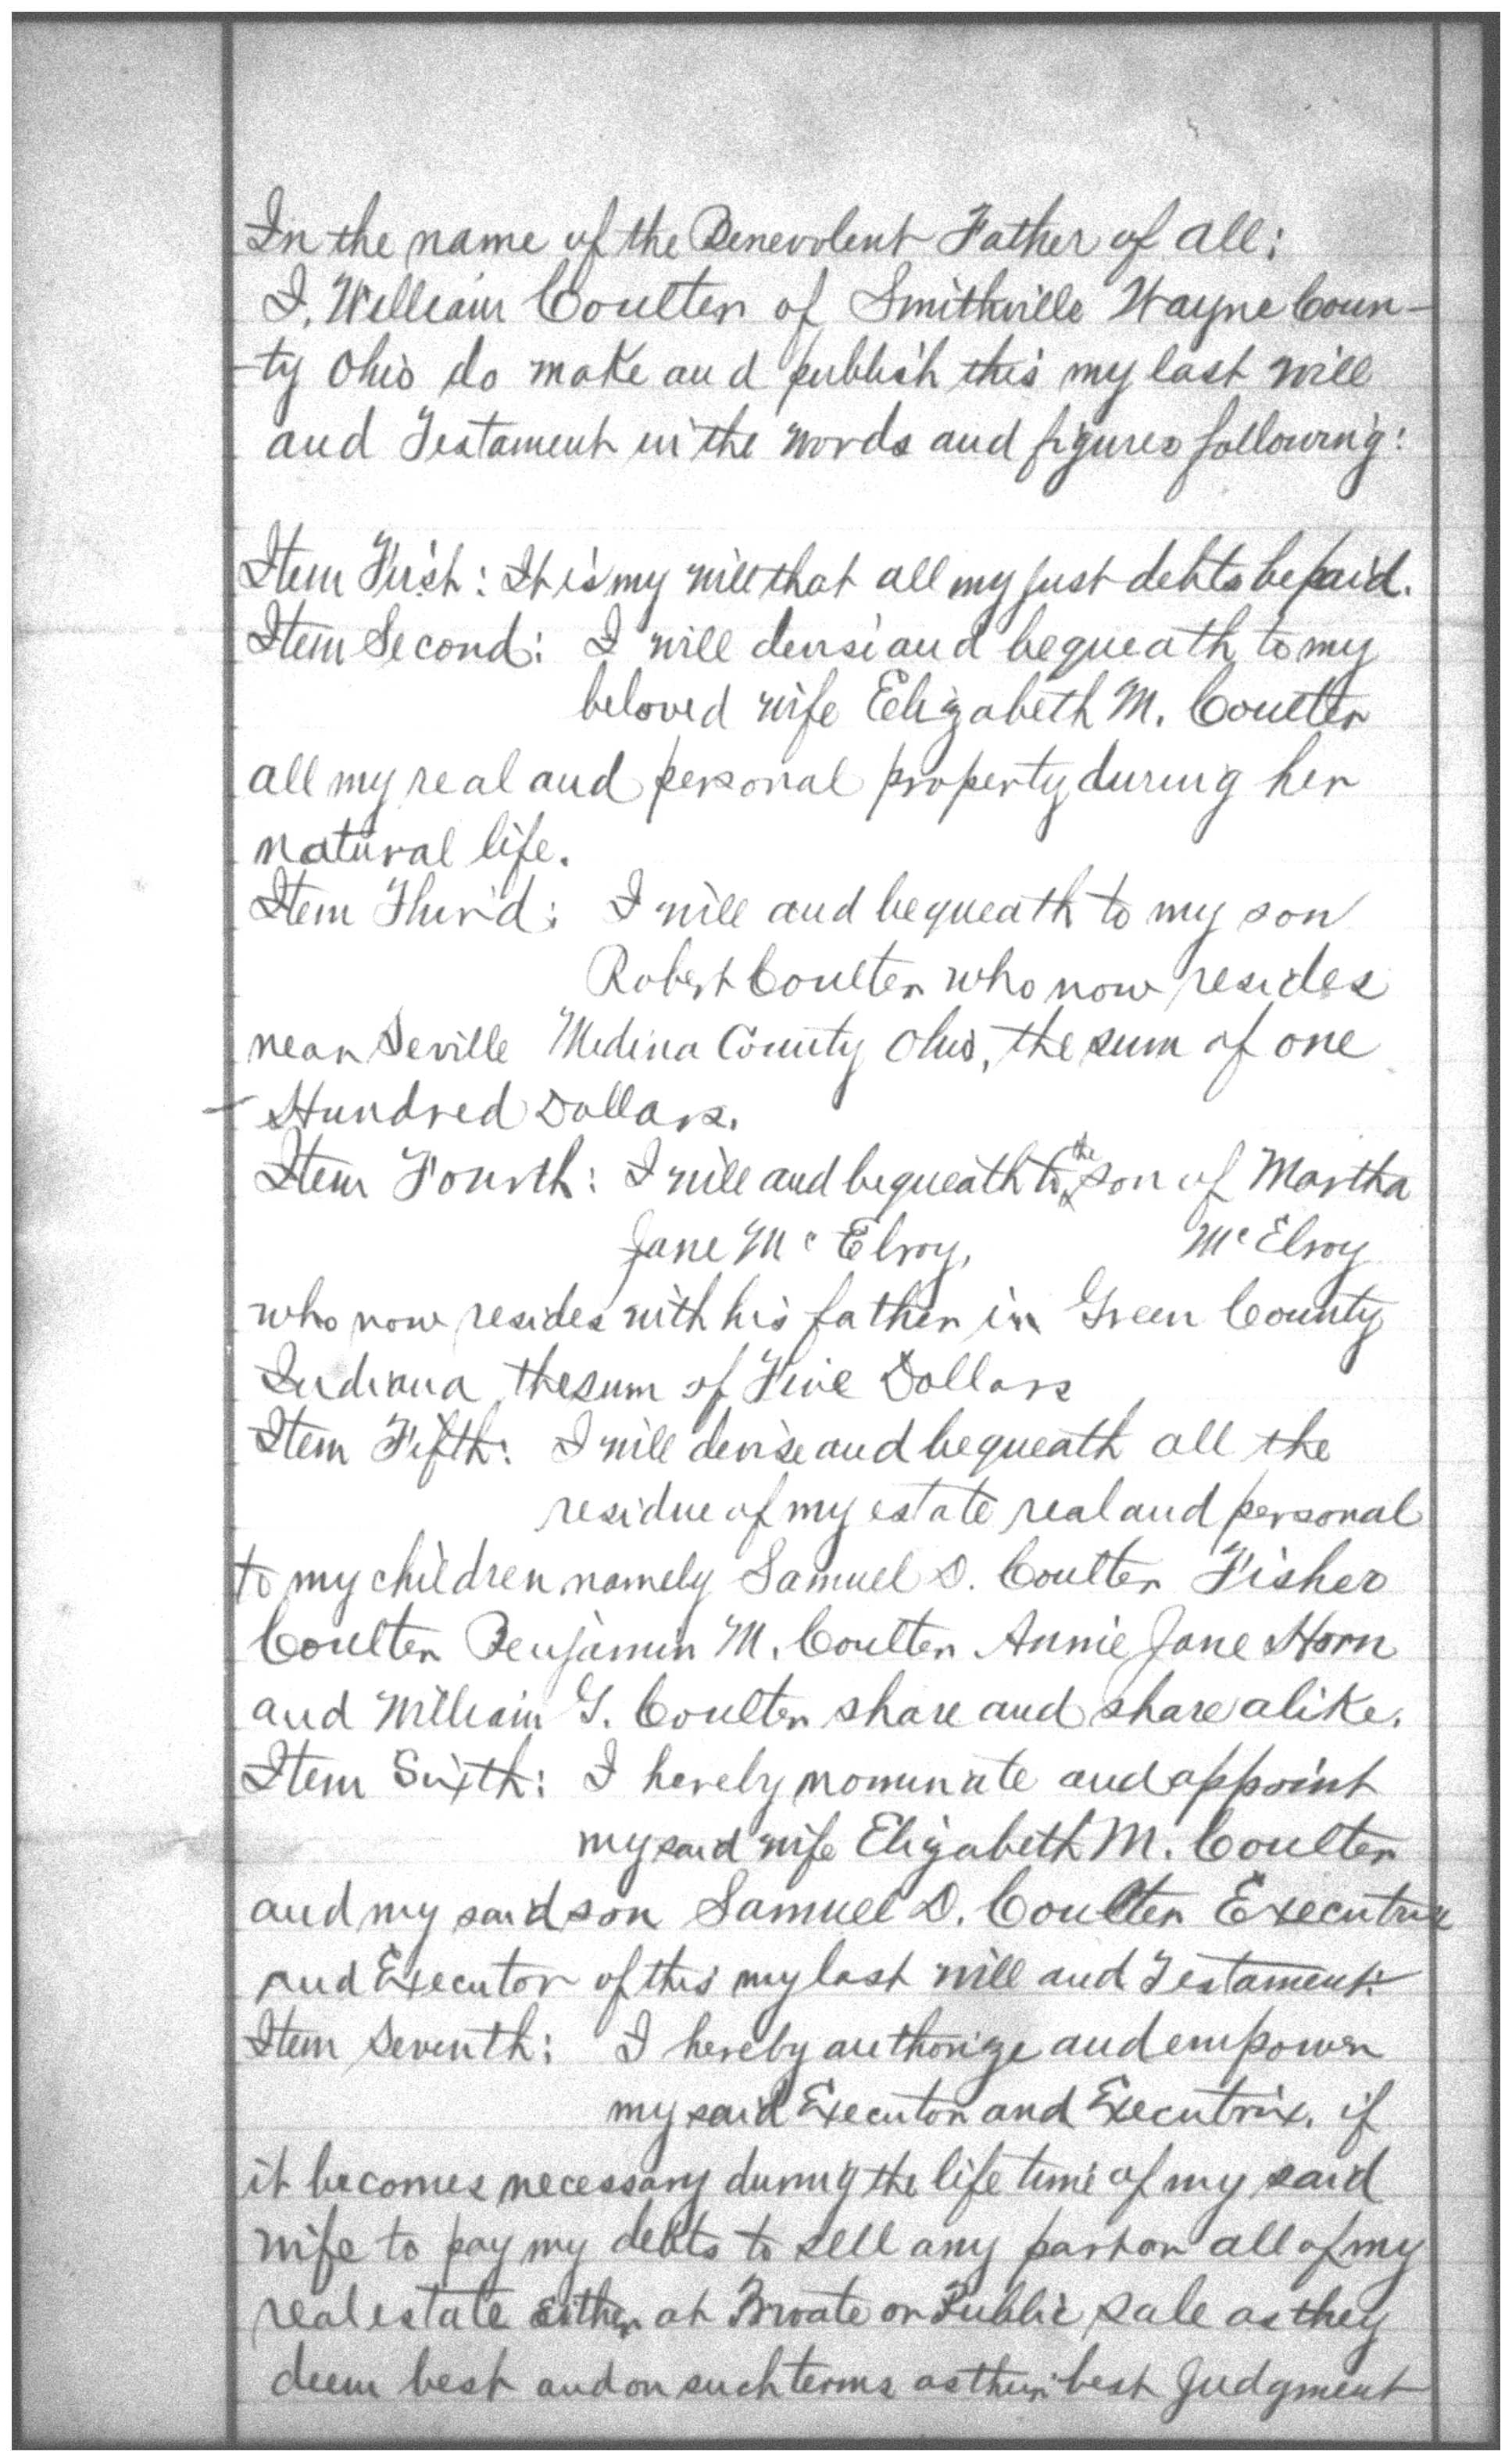 In the name of the Benevolent Father of all:
I, William Coulter of Smithville Wayne Coun-
-ty Ohio do make and publish this my last will
and Testament in the words and figures following:
Item First: It is my will that all my just debts be paid.
Item Second: I will devise and bequeath to my
beloved wife Elizabeth M. Coulter
all my real and personal property during her
natural life.
Item Third: I will and bequeath to my son
Robert Coulter who now resides
near Seville Medina County Ohio, the sum of one
Hundred Dollars.
Item Fourth: I will and bequeath to the son of Martha
Jane Mc Elroy, Mc Elroy
who now resides with his father in Green County
Indiana the sum of Five Dollars
Item Fifth: I will devise and bequeath all the
residue of my estate real and personal
to my children namely Samuel D. Coulter Fisher
Coulter Benjamin M. Coulter Annie Jane Horn
and William G. Coulter share and share alike.
Item Sixth: I hereby nominate and appoint
my said wife Elizabeth M. Coulter
and my said son Samuel D. Coulter Executrix
and Executor of this my last will and Testament.
Item Seventh: I hereby authorize and empower
my said Executor and Executrix, if
it becomes necessary during the life time of my said
wife to pay my debts to sell any part or all of my
real estate either at Private or Public sale as they
deem best and on such terms as their best Judgment